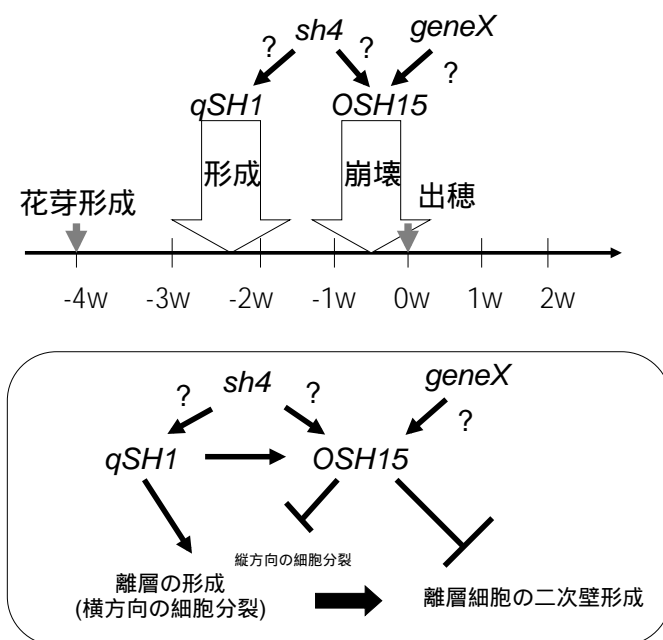 sh4 geneX
? ? ?
qSH1 OSH15
形成 崩壊
花芽形成 出穂
-4w -3w -2w -1w 0w 1w 2w
sh4 geneX
? ? ?
qSH1 OSH15
縦方向の細胞分裂
離層の形成
(横方向の細胞分裂)
離層細胞の二次壁形成